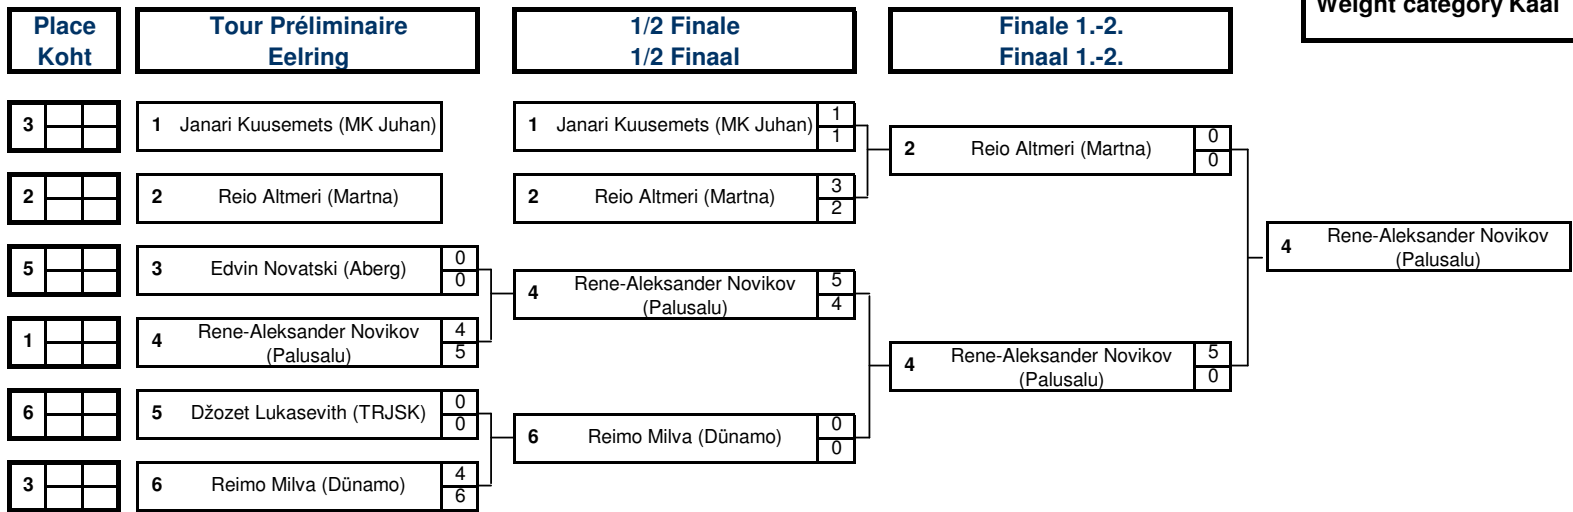 Weight category Kaal
Place
Koht
Tour Préliminaire
Eelring
1/2 Finale
1/2 Finaal
Finale 1.-2.
Finaal 1.-2.
3
1 Janari Kuusemets (MK Juhan)
1 Janari Kuusemets (MK Juhan) 1
1
2 Reio Altmeri (Martna) 0
0
2
2 Reio Altmeri (Martna)
2 Reio Altmeri (Martna) 3
2
4 Rene-Aleksander Novikov
(Palusalu)
5
3 Edvin Novatski (Aberg) 0
0
4 Rene-Aleksander Novikov 5
(Palusalu) 4
1
4 Rene-Aleksander Novikov 4
(Palusalu) 5
4 Rene-Aleksander Novikov 5
(Palusalu) 0
6
5 Džozet Lukasevith (TRJSK) 0
0
6 Reimo Milva (Dünamo) 0
0
3
6 Reimo Milva (Dünamo) 4
6